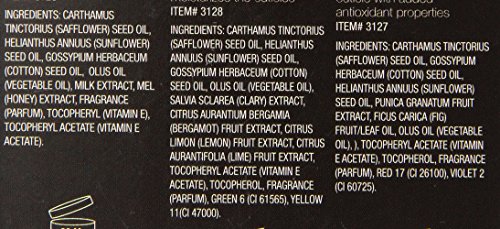 ITEM# 3128
INGREDIENTS: CARTHAMUS
TINCTORIUS (SAFFLOWER) SEED OIL,
HELIANTHUS ANNUUS (SUNFLOWER)
SEED OIL, GOSSYPIUM HERBACEUM
(COTTON) SEED OIL, OLUS OIL
(VEGETABLE OIL), MILK EXTRACT, MEL
(HONEY) EXTRACT, FRAGRANCE
(PARFUM), TOCOPHERYL (VITAMIN E),
TOCOPHERYL ACETATE (VITAMIN E
ACETATE).
INGREDIENTS: CARTHAMUS TINCTORIUS
(SAFFLOWER) SEED OIL, HELIANTHUS
ANNUUS (SUNFLOWER) SEED OIL,
GOSSYPIUM HERBACEUM (COTTON) SEED
OIL, OLUS OIL (VEGETABLE OIL),
SALVIA SCLAREA (CLARY) EXTRACT,
CITRUS AURANTIUM BERGAMIA
(BERGAMOT) FRUIT EXTRACT, CITRUS
LIMON (LEMON) FRUIT EXTRACT, CITRUS
AURANTIFOLIA (LIME) FRUIT EXTRACT,
TOCOPHERYL ACETATE (VITAMIN E
ACETATE), TOCOPHEROL, FRAGRANCE
(PARFUM), GREEN 6 (CI 61565), YELLOW
11(CI 47000).
antioxidant properties
ITEM# 3127
INGREDIENTS: CARTHAMUS TINCTORIUS
(SAFFLOWER) SEED OIL, GOSSYPIUM
HERBACEUM (COTTON) SEED OIL,
HELIANTHUS ANNUUS (SUNFLOWER)
SEED OIL, PUNICA GRANATUM FRUIT
EXTRACT, FICUS CARICA (FIG)
FRUIT/LEAF OIL, OLUS OIL (VEGETABLE
OIL), ), TOCOPHERYL ACETATE (VITAMIN
E ACETATE), TOCOPHEROL, FRAGRANCE
(PARFUM), RED 17 (CI 26100), VIOLET 2
(CI 60725).